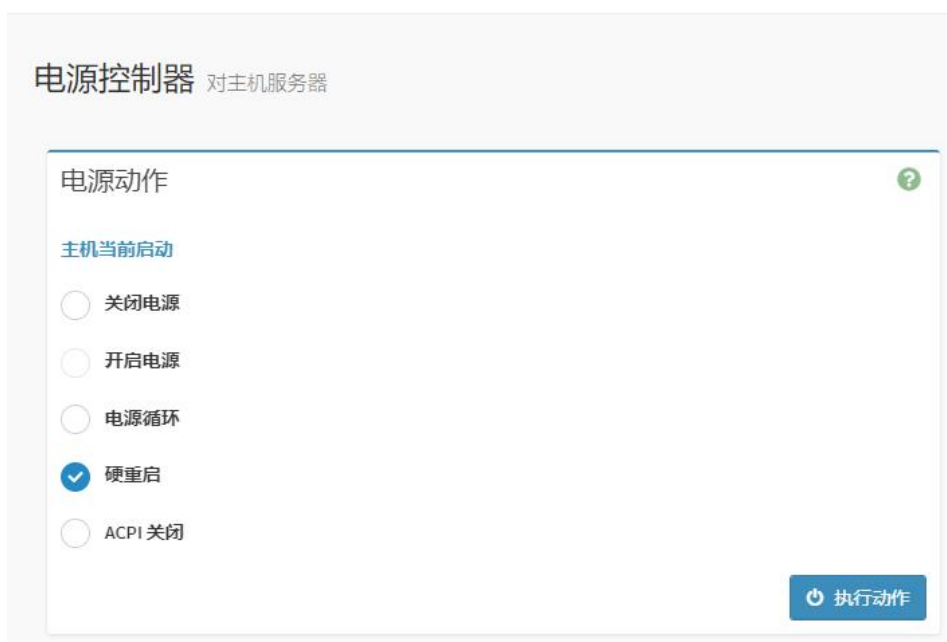 电源控制器 对主机服务器
电源动作
主机当前启动
关闭电源
开启电源
电源循环
硬重启
ACPI 关闭
执行动作